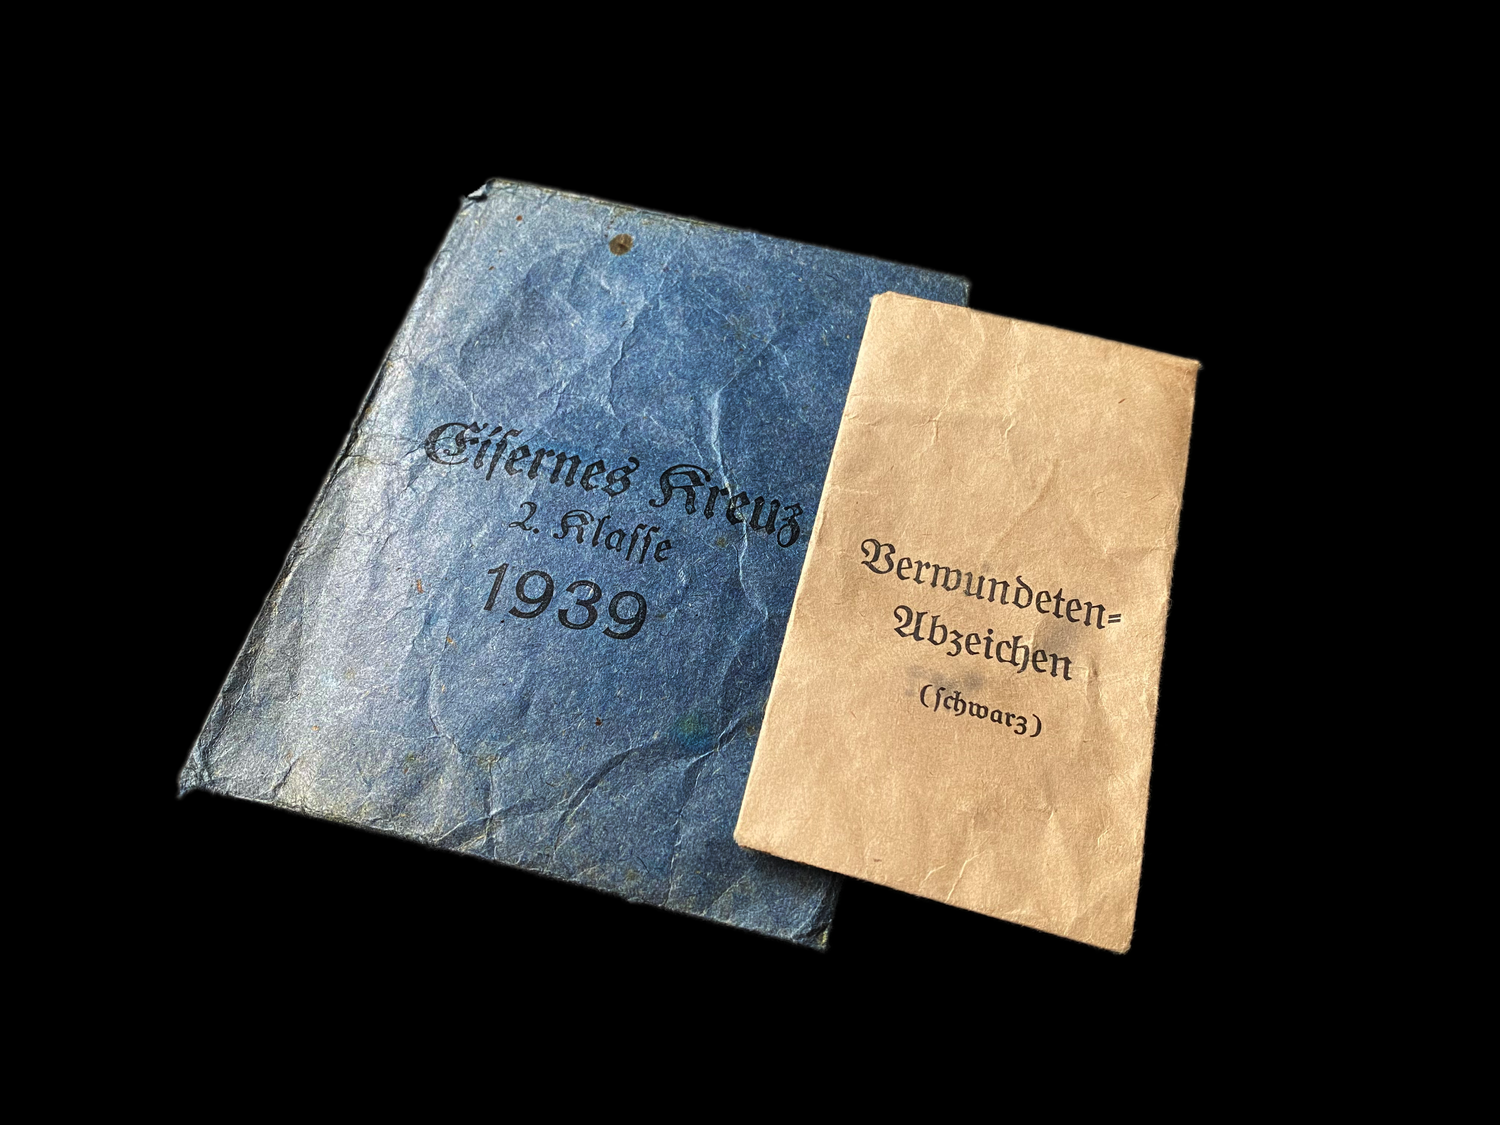 Eiſernes Kreuz
2. Klaſſe
1939
Verwundeten-
Abzeichen
(ſchwarz)